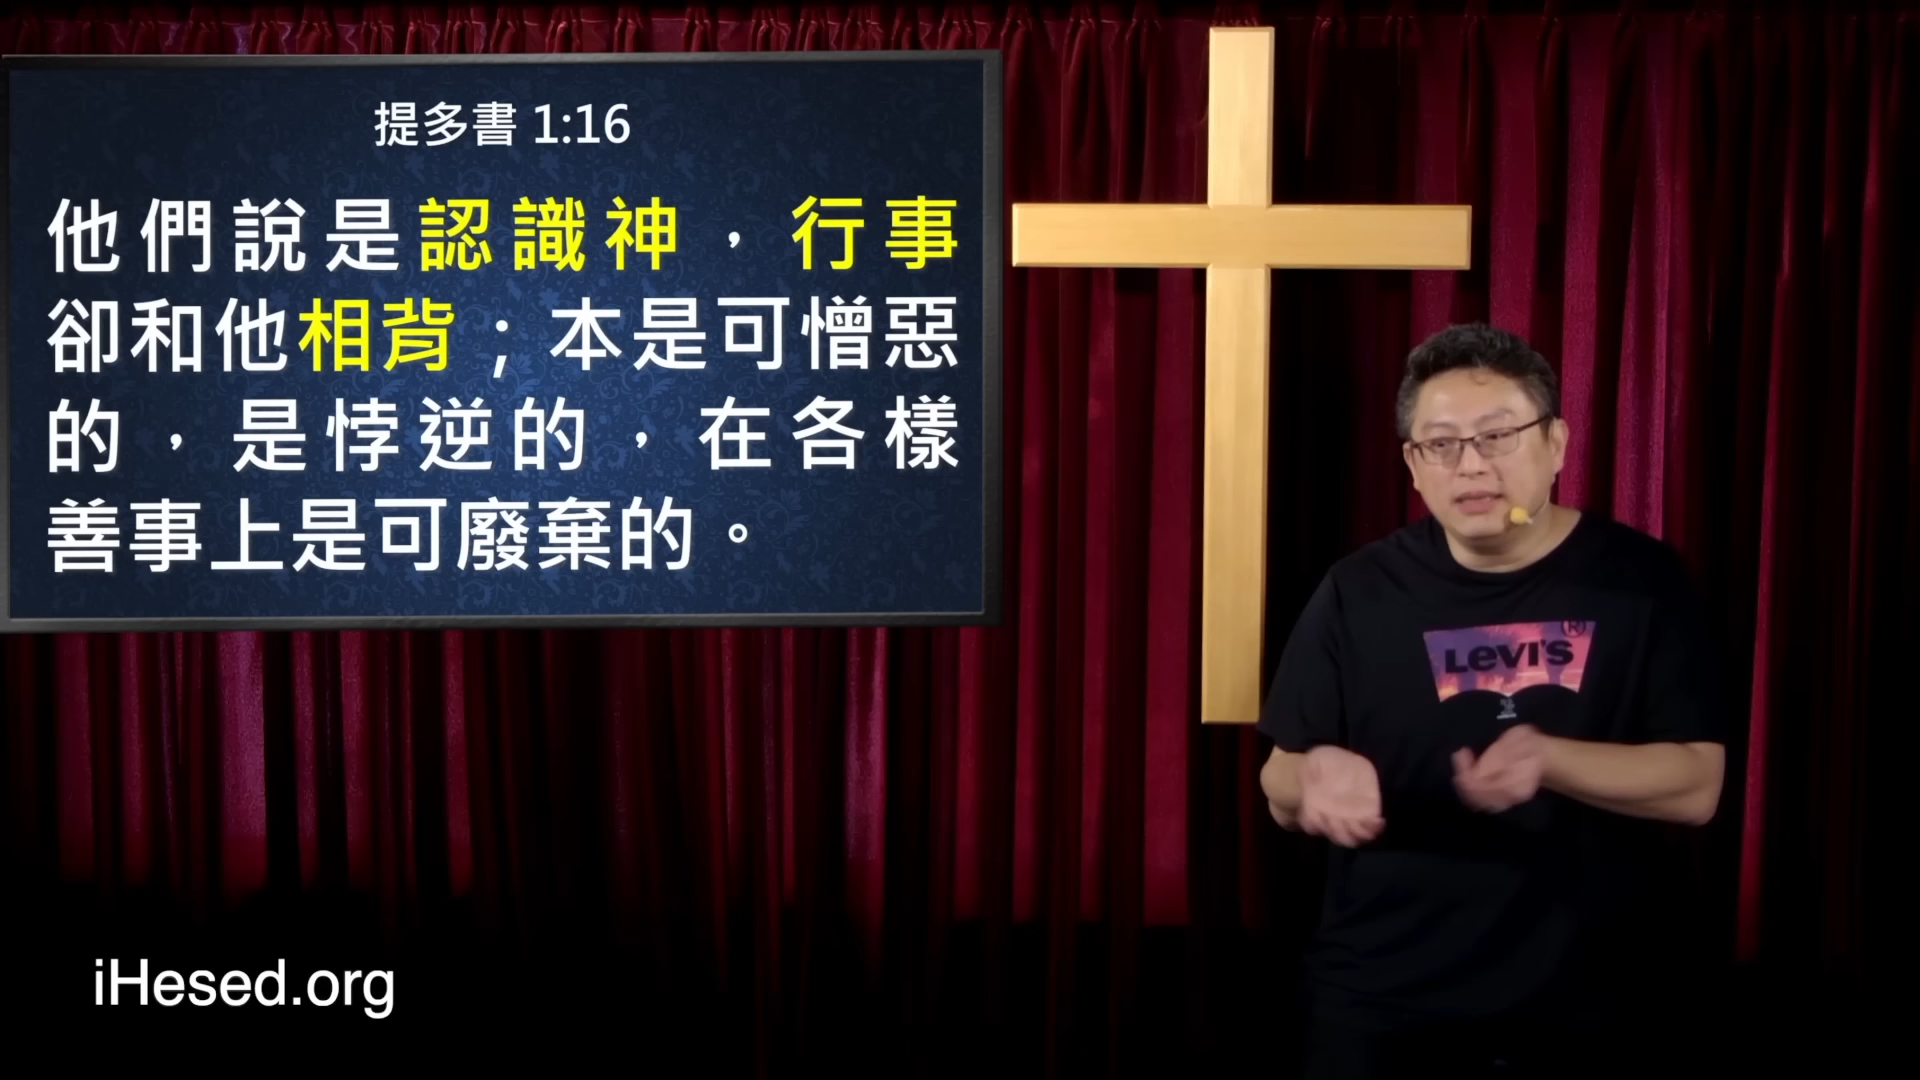 提多書 1:16
他們說是認識神，行事
卻和他相背；本是可憎惡
的，是悖逆的，在各樣
善事上是可廢棄的。
LEVI'S
®
iHesed.org